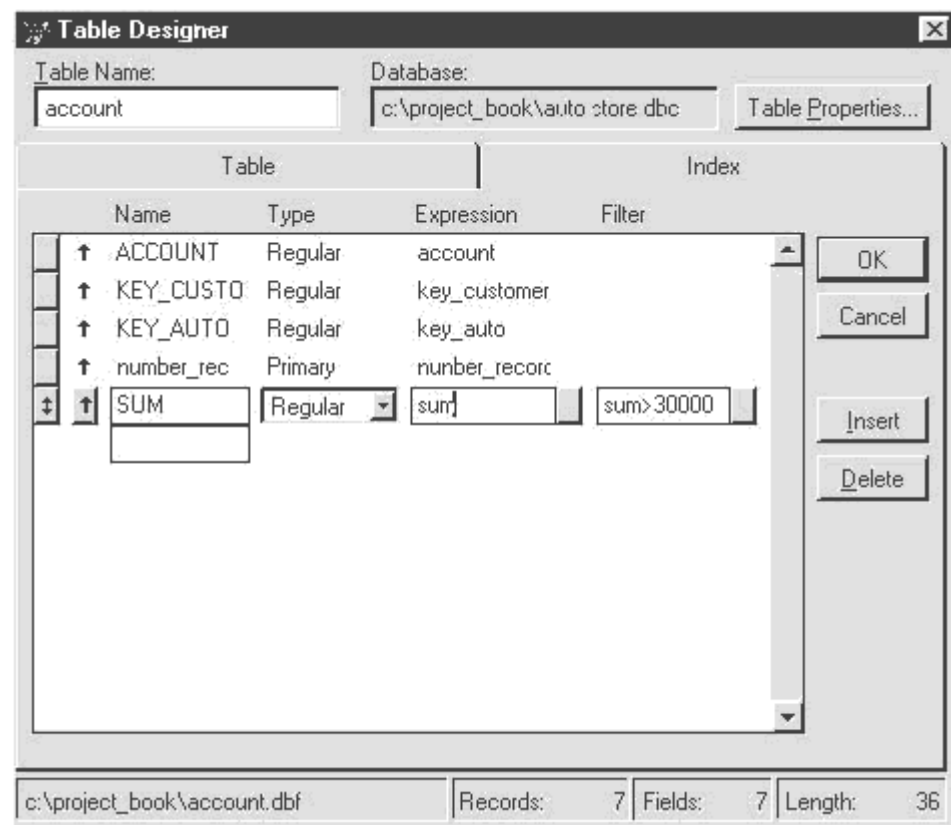 Table Designer
Table Name: Database:
account c:\project_book\auto store.dbc Table Properties...
Table Index
Name Type Expression Filter
ACCOUNT Regular account
KEY_CUSTO Regular key_customer
KEY_AUTO Regular key_auto
number_rec Primary nunber_recorc
SUM Regular sum sum>30000
OK
Cancel
Insert
Delete
c:\project_book\account.dbf Records: 7 Fields: 7 Length: 36